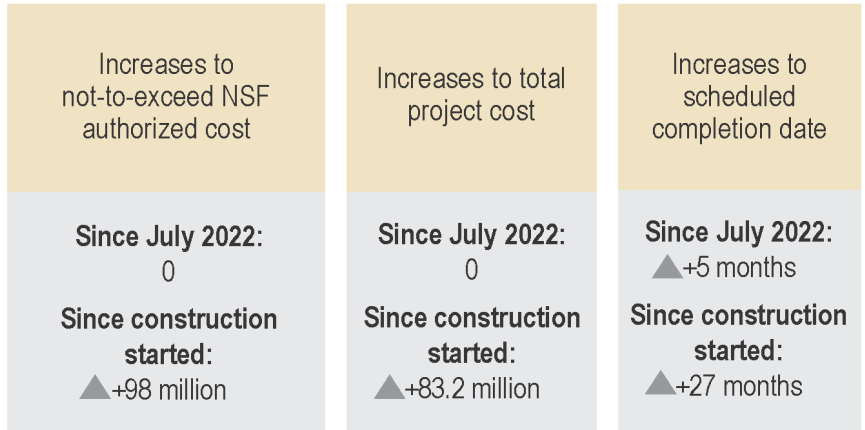 Increases to
not-to-exceed NSF
authorized cost
Since July 2022:
0
Since construction
started:
+98 million
Increases to total
project cost
Since July 2022:
0
Since construction
started:
+83.2 million
Increases to
scheduled
completion date
Since July 2022:
+5 months
Since construction
started:
+27 months